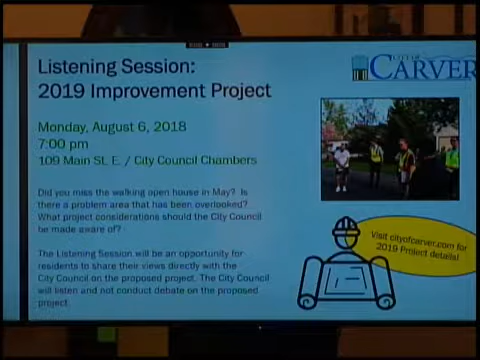 Listening Session:
2019 Improvement Project
CITY OF
CARVER
Monday, August 6, 2018
7:00 pm
109 Main St. E. / City Council Chambers
Did you miss the walking open house in May? Is
there a problem area that has been overlooked?
What project considerations should the City Council
be made aware of?
Visit cityofcarver.com for
2019 Project details!
The Listening Session will be an opportunity for
residents to share their views directly with the
City Council on the proposed project. The City Council
will listen and not conduct debate on the proposed
project.